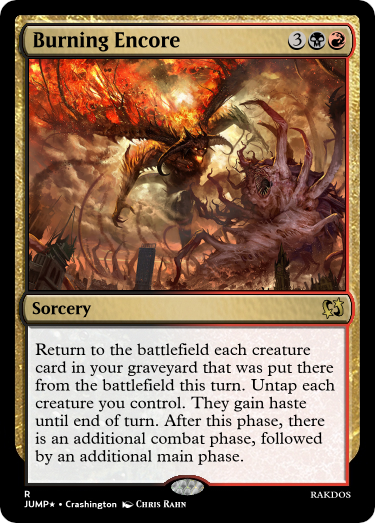 Burning Encore 3
Sorcery
Return to the battlefield each creature
card in your graveyard that was put there
from the battlefield this turn. Untap each
creature you control. They gain haste
until end of turn. After this phase, there
is an additional combat phase, followed
by an additional main phase.
R RAKDOS
JUMP★ • Crashington Chris Rahn